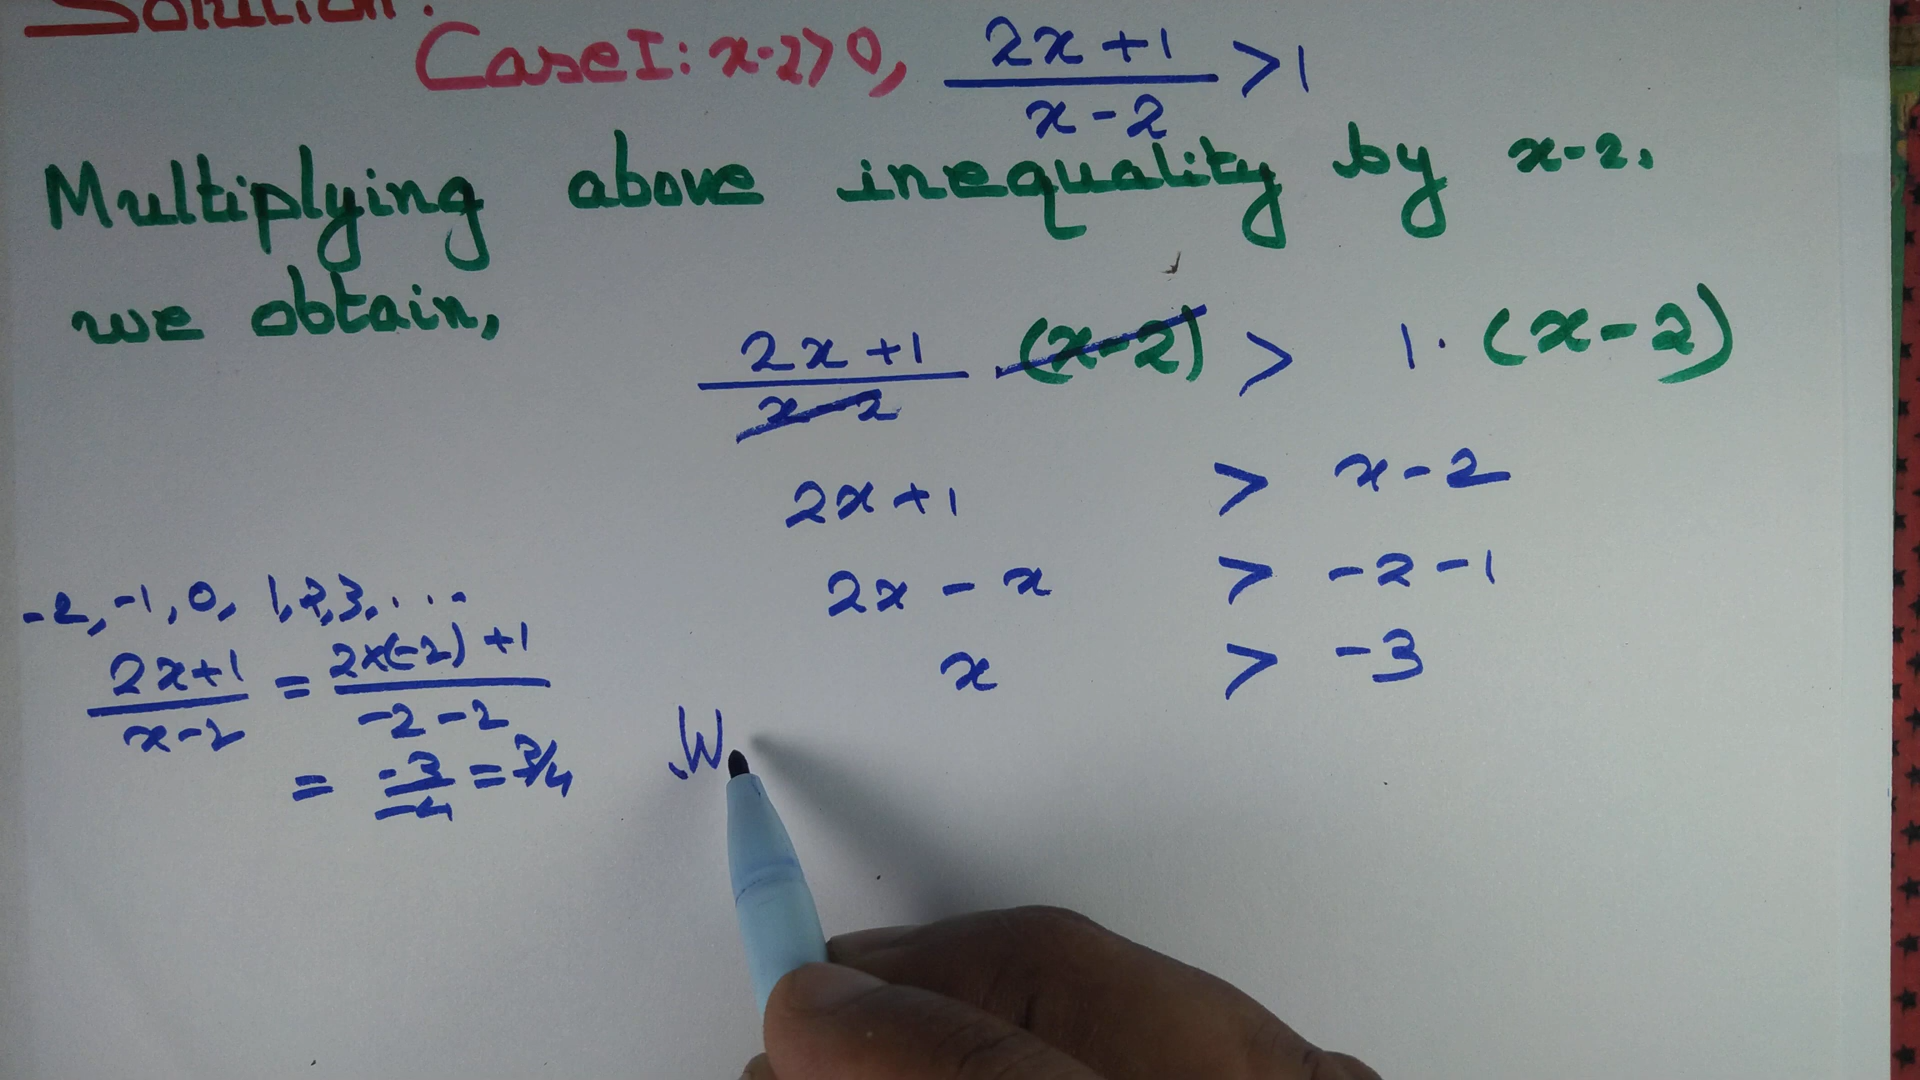 Solution:
Case I: x-2>0, (2x+1)/(x-2) > 1
Multiplying above inequality by x-2.
we obtain,
(2x+1)/(x-2) (x-2) > 1·(x-2)
2x+1 > x-2
2x - x > -2-1
x > -3
-2, -1, 0, 1, 2, 3, ...
(2x+1)/(x-2) = (2x(-2)+1)/(-2-2)
= -3/-4 = 3/4
W